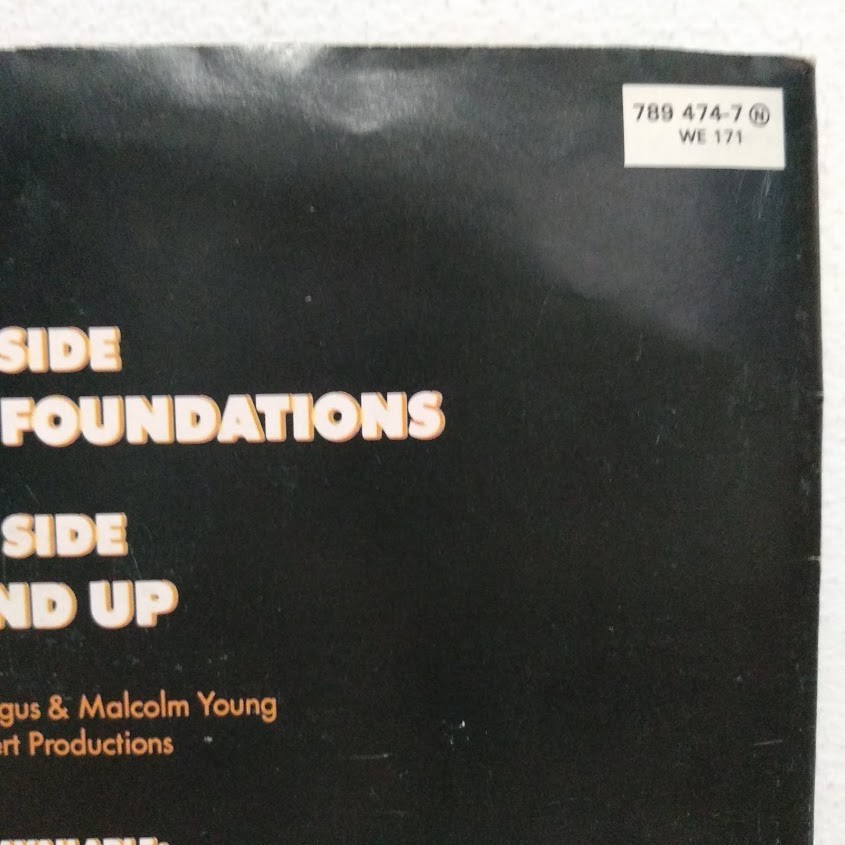 789 474-7 Ⓝ
WE 171
SIDE
FOUNDATIONS
SIDE
ND UP
gus & Malcolm Young
ert Productions